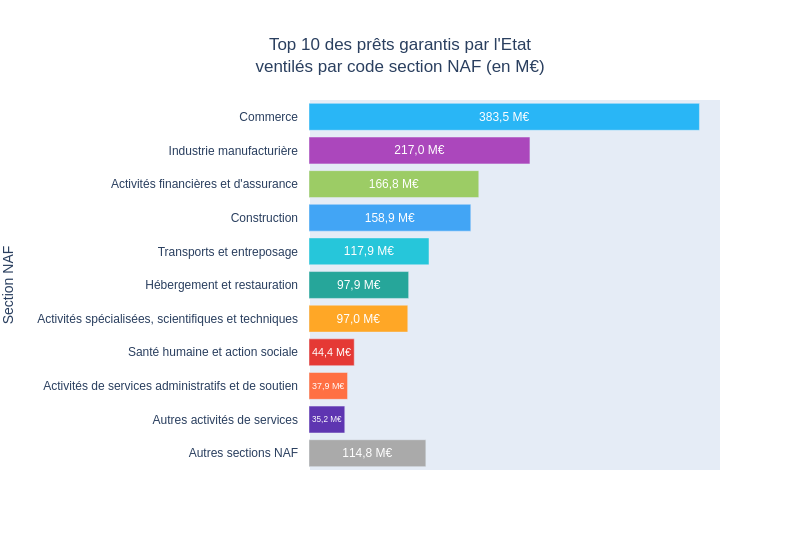 Top 10 des prêts garantis par l'Etat
ventilés par code section NAF (en M€)
Section NAF
Commerce 383,5 M€
Industrie manufacturière 217,0 M€
Activités financières et d'assurance 166,8 M€
Construction 158,9 M€
Transports et entreposage 117,9 M€
Hébergement et restauration 97,9 M€
Activités spécialisées, scientifiques et techniques 97,0 M€
Santé humaine et action sociale 44,4 M€
Activités de services administratifs et de soutien 37,9 M€
Autres activités de services 35,2 M€
Autres sections NAF 114,8 M€